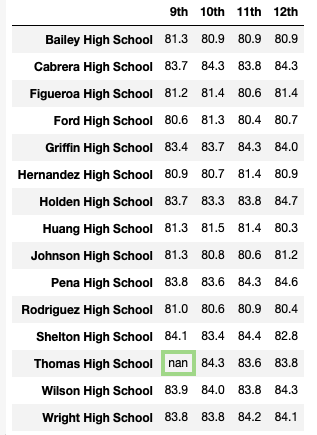 9th 10th 11th 12th
Bailey High School 81.3 80.9 80.9 80.9
Cabrera High School 83.7 84.3 83.8 84.3
Figueroa High School 81.2 81.4 80.6 81.4
Ford High School 80.6 81.3 80.4 80.7
Griffin High School 83.4 83.7 84.3 84.0
Hernandez High School 80.9 80.7 81.4 80.9
Holden High School 83.7 83.3 83.8 84.7
Huang High School 81.3 81.5 81.4 80.3
Johnson High School 81.3 80.8 80.6 81.2
Pena High School 83.8 83.6 84.3 84.6
Rodriguez High School 81.0 80.6 80.9 80.4
Shelton High School 84.1 83.4 84.4 82.8
Thomas High School nan 84.3 83.6 83.8
Wilson High School 83.9 84.0 83.8 84.3
Wright High School 83.8 83.8 84.2 84.1